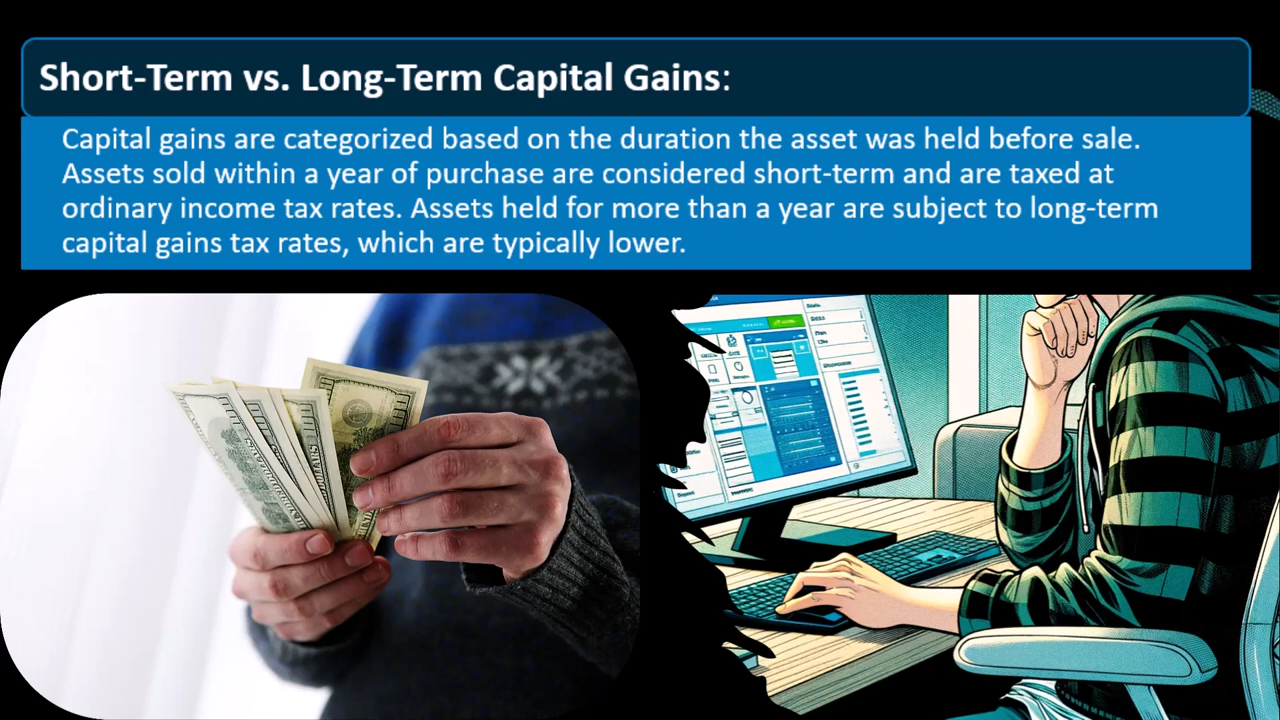 Short-Term vs. Long-Term Capital Gains:
Capital gains are categorized based on the duration the asset was held before sale.
Assets sold within a year of purchase are considered short-term and are taxed at
ordinary income tax rates. Assets held for more than a year are subject to long-term
capital gains tax rates, which are typically lower.